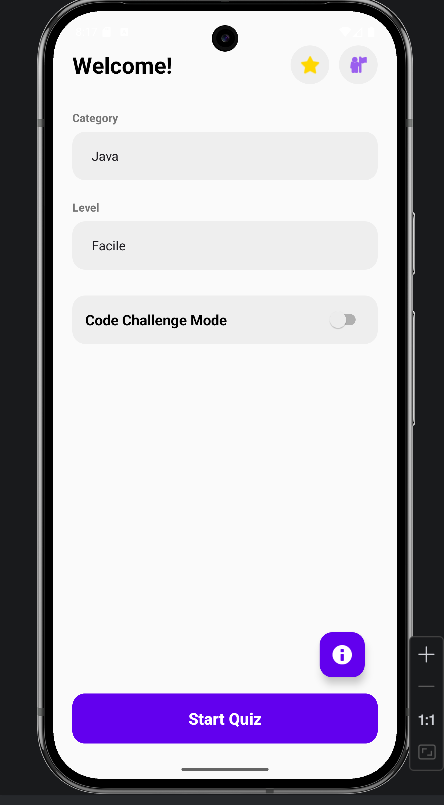 Welcome!
Category
Java
Level
Facile
Code Challenge Mode
Start Quiz
1:1